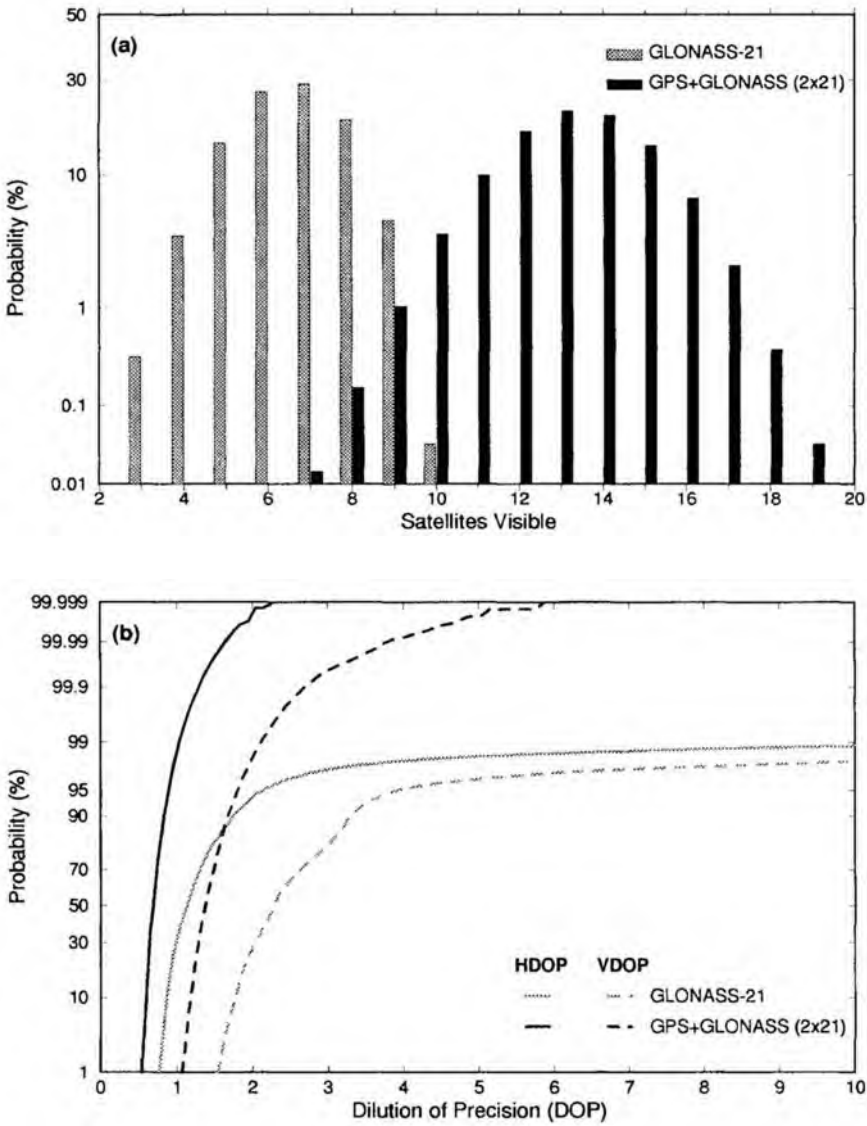 50
(a)
GLONASS-21
30
GPS+GLONASS (2x21)
10
1
0.1
0.01
Probability (%)
2 4 6 8 10 12 14 16 18 20
Satellites Visible
99.999
(b)
99.99
99.9
99
95
90
70
50
30
10
1
Probability (%)
HDOP VDOP
GLONASS-21
GPS+GLONASS (2x21)
0 1 2 3 4 5 6 7 8 9 10
Dilution of Precision (DOP)